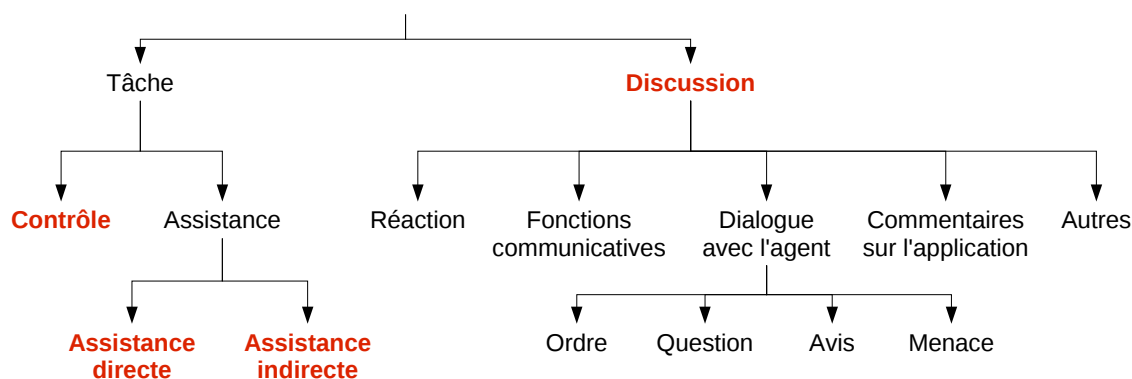 Tâche
Discussion
Contrôle
Assistance
Réaction
Fonctions
communicatives
Dialogue
avec l'agent
Commentaires
sur l'application
Autres
Assistance
directe
Assistance
indirecte
Ordre
Question
Avis
Menace